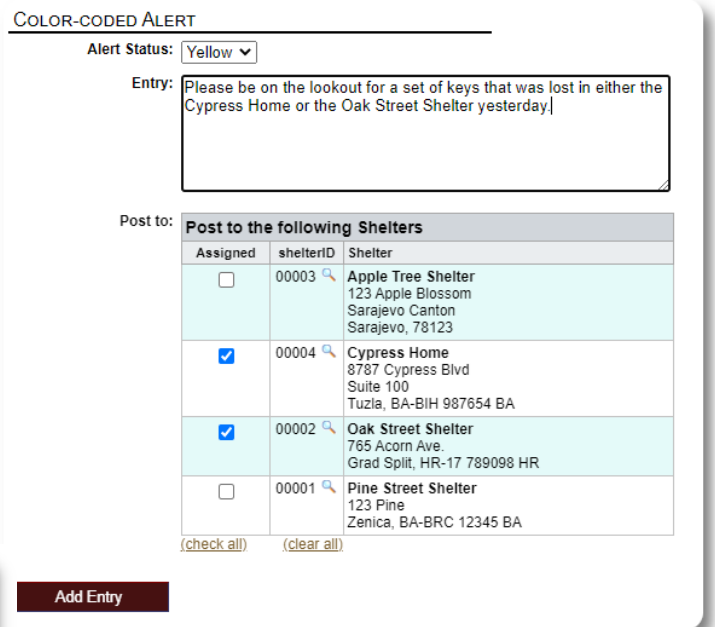 COLOR-CODED ALERT
Alert Status: Yellow
Entry: Please be on the lookout for a set of keys that was lost in either the
Cypress Home or the Oak Street Shelter yesterday.
Post to: Post to the following Shelters
Assigned shelterID Shelter
00003 Apple Tree Shelter
123 Apple Blossom
Sarajevo Canton
Sarajevo, 78123
00004 Cypress Home
8787 Cypress Blvd
Suite 100
Tuzla, BA-BIH 987654 BA
00002 Oak Street Shelter
765 Acorn Ave.
Grad Split, HR-17 789098 HR
00001 Pine Street Shelter
123 Pine
Zenica, BA-BRC 12345 BA
(check all) (clear all)
Add Entry